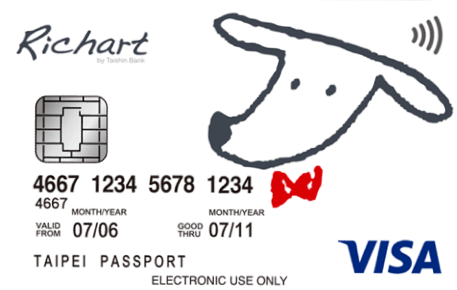 Richart
by Taishin Bank
4667 1234 5678 1234
4667
MONTH/YEAR MONTH/YEAR
VALID FROM 07/06 GOOD THRU 07/11
TAIPEI PASSPORT
ELECTRONIC USE ONLY
VISA